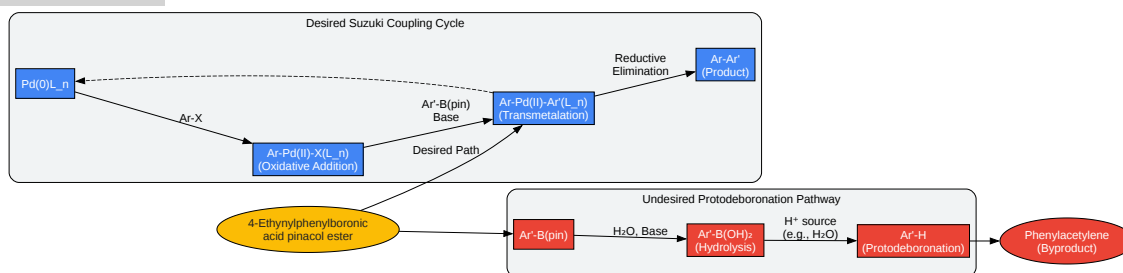 Desired Suzuki Coupling Cycle
Pd(0)L_n
Ar-X
Ar-Pd(II)-X(L_n)
(Oxidative Addition)
Ar'-B(pin)
Base
Ar-Pd(II)-Ar'(L_n)
(Transmetalation)
Reductive
Elimination
Ar-Ar'
(Product)
Desired Path
4-Ethynylphenylboronic
acid pinacol ester
Undesired Protodeboronation Pathway
Ar'-B(pin)
H₂O, Base
Ar'-B(OH)₂
(Hydrolysis)
H⁺ source
(e.g., H₂O)
Ar'-H
(Protodeboronation)
Phenylacetylene
(Byproduct)